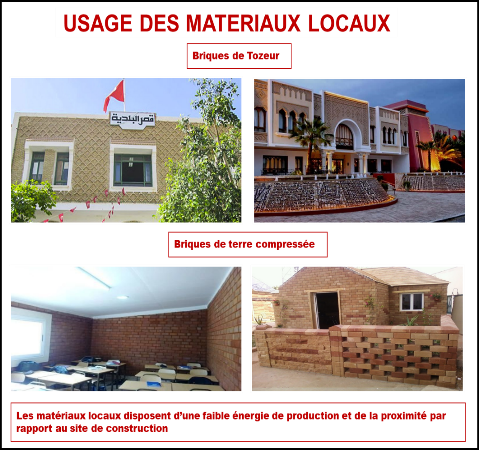 USAGE DES MATERIAUX LOCAUX
Briques de Tozeur
قصر البلدية
Briques de terre compressée
Les matériaux locaux disposent d'une faible énergie de production et de la proximité par
rapport au site de construction